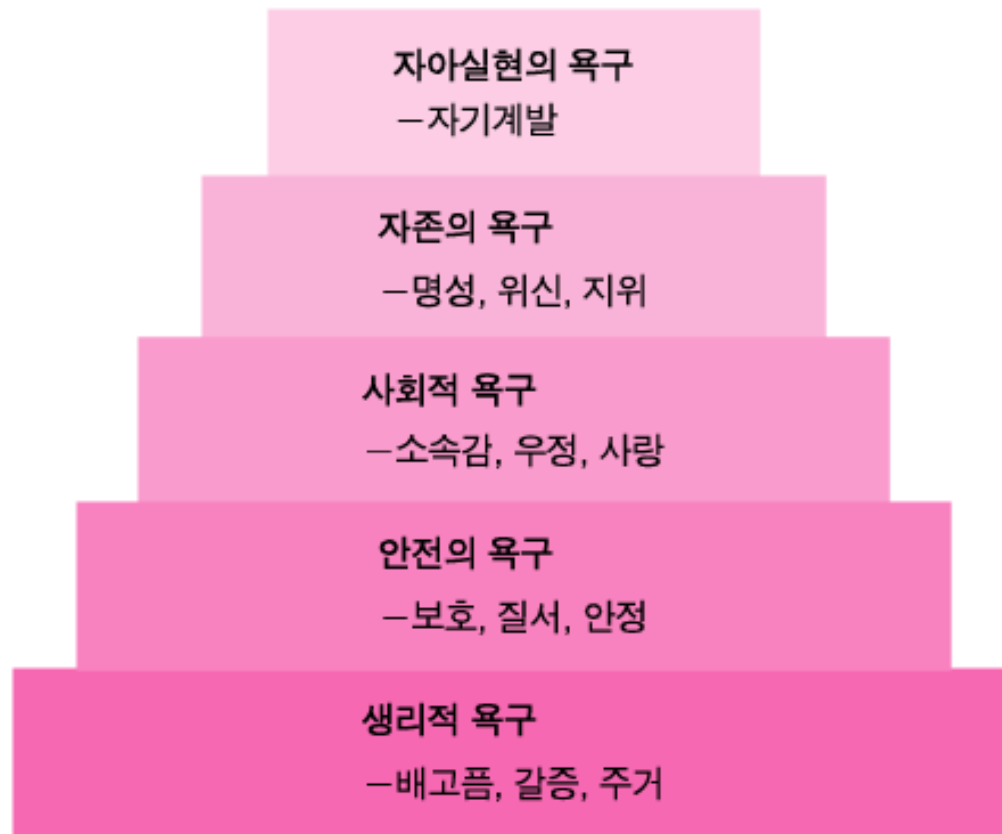 자아실현의 욕구
–자기계발
자존의 욕구
–명성, 위신, 지위
사회적 욕구
–소속감, 우정, 사랑
안전의 욕구
–보호, 질서, 안정
생리적 욕구
–배고픔, 갈증, 주거